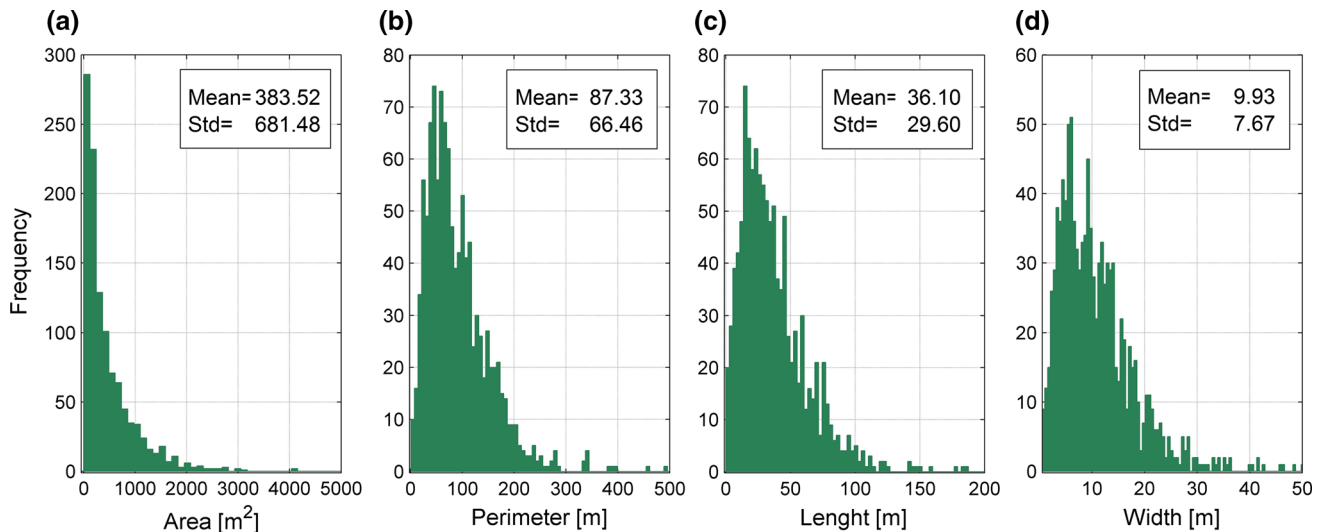 (a)
(b)
(c)
(d)
300
250
200
150
100
50
0
Frequency
0 1000 2000 3000 4000 5000
Area [m²]
Mean= 383.52
Std= 681.48
80
70
60
50
40
30
20
10
0
0 100 200 300 400 500
Perimeter [m]
Mean= 87.33
Std= 66.46
80
70
60
50
40
30
20
10
0
0 50 100 150 200
Lenght [m]
Mean= 36.10
Std= 29.60
60
50
40
30
20
10
0
10 20 30 40 50
Width [m]
Mean= 9.93
Std= 7.67